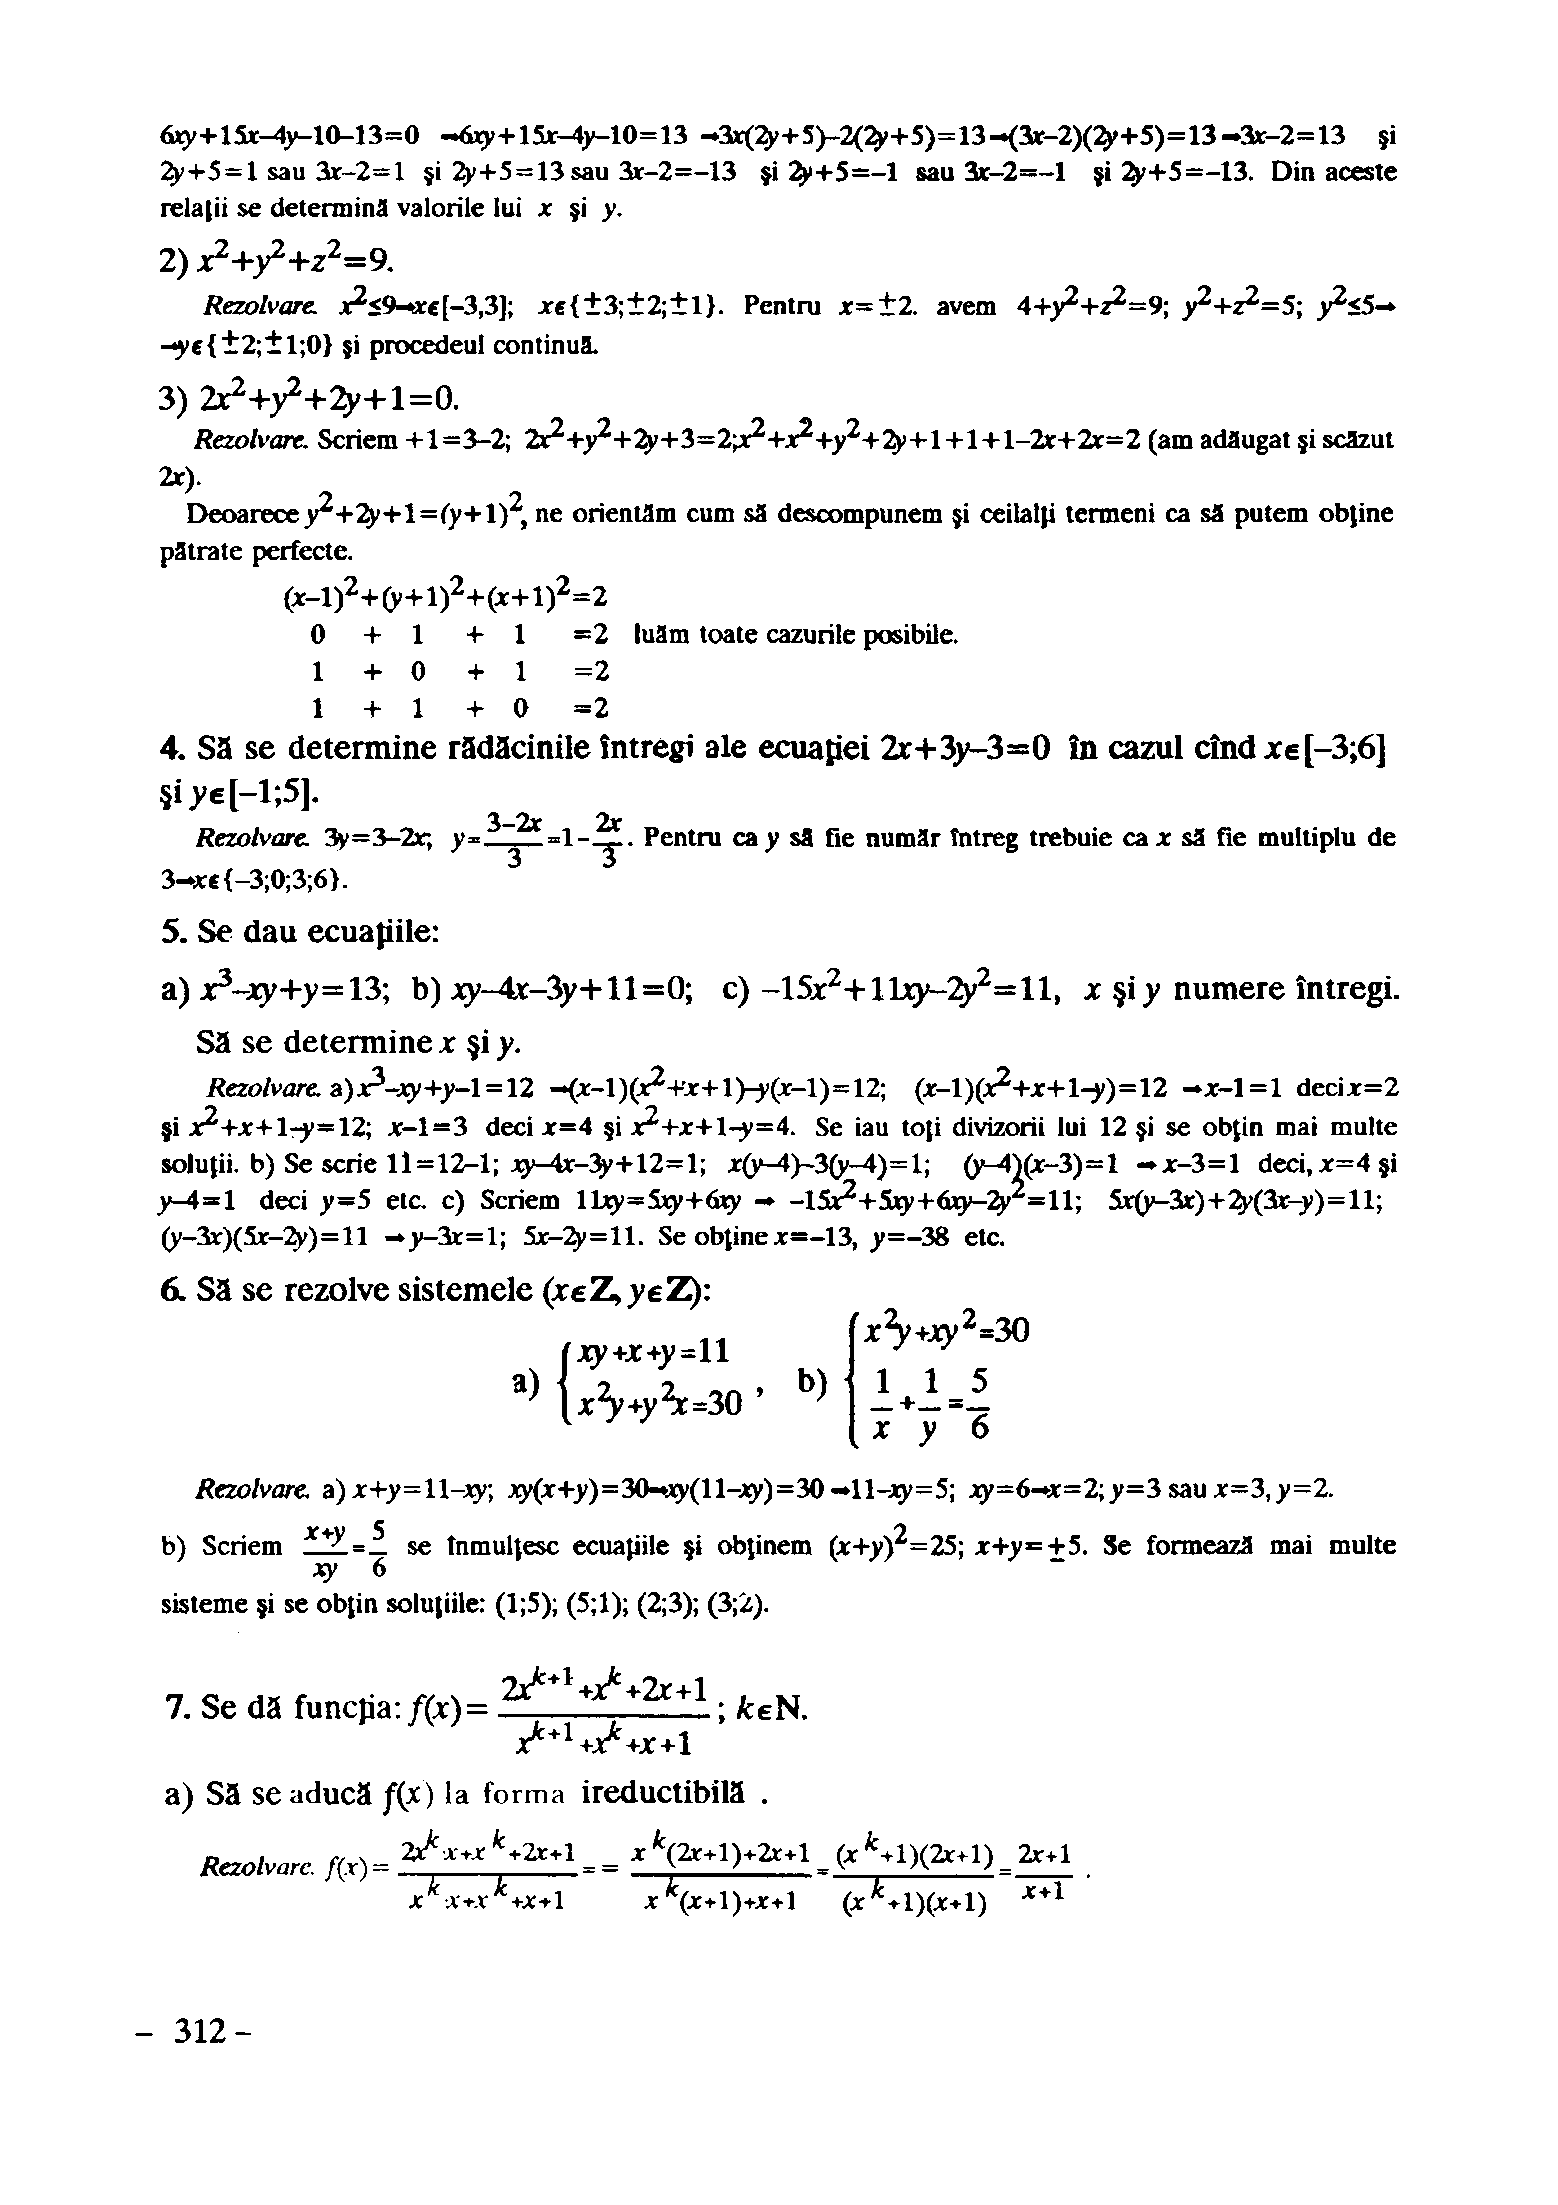 6xy+15x–4y–10–13=0 →6xy+15x–4y–10=13 →3x(2y+5)–2(2y+5)=13→(3x–2)(2y+5)=13→3x–2=13 şi
2y+5=1 sau 3x–2=1 şi 2y+5=13 sau 3x–2=–13 şi 2y+5=–1 sau 3x–2=–1 şi 2y+5=–13. Din aceste
relaţii se determină valorile lui x şi y.
2) x²+y²+z²=9.
Rezolvare. x²≤9→x∈[–3,3]; x∈{±3;±2;±1}. Pentru x=±2. avem 4+y²+z²=9; y²+z²=5; y²≤5→
→y∈{±2;±1;0} şi procedeul continuă.
3) 2x²+y²+2y+1=0.
Rezolvare. Scriem +1=3–2; 2x²+y²+2y+3=2;x²+x²+y²+2y+1+1+1–2x+2x=2 (am adăugat şi scăzut
2x).
Deoarece y²+2y+1=(y+1)², ne orientăm cum să descompunem şi ceilalţi termeni ca să putem obţine
pătrate perfecte.
(x–1)²+(y+1)²+(x+1)²=2
0 + 1 + 1 =2 luăm toate cazurile posibile.
1 + 0 + 1 =2
1 + 1 + 0 =2
4. Să se determine rădăcinile întregi ale ecuaţiei 2x+3y–3=0 în cazul cînd x∈[–3;6]
şi y∈[–1;5].
Rezolvare. 3y=3–2x; y=(3–2x)/3=1–2x/3. Pentru ca y să fie număr întreg trebuie ca x să fie multiplu de
3→x∈{–3;0;3;6}.
5. Se dau ecuaţiile:
a) x³–xy+y=13; b) xy–4x–3y+11=0; c) –15x²+11xy–2y²=11, x şi y numere întregi.
Să se determine x şi y.
Rezolvare. a)x³–xy+y–1=12 →(x–1)(x²+x+1)–y(x–1)=12; (x–1)(x²+x+1–y)=12 →x–1=1 deci x=2
şi x²+x+1–y=12; x–1=3 deci x=4 şi x²+x+1–y=4. Se iau toţi divizorii lui 12 şi se obţin mai multe
soluţii. b) Se scrie 11=12–1; xy–4x–3y+12=1; x(y–4)–3(y–4)=1; (y–4)(x–3)=1 →x–3=1 deci, x=4 şi
y–4=1 deci y=5 etc. c) Scriem 11xy=5xy+6xy → –15x²+5xy+6xy–2y²=11; 5x(y–3x)+2y(3x–y)=11;
(y–3x)(5x–2y)=11 →y–3x=1; 5x–2y=11. Se obţine x=–13, y=–38 etc.
6. Să se rezolve sistemele (x∈Z, y∈Z):
a) {xy+x+y=11
x²y+y²x=30 ,
b) {x²y+xy²=30
1/x+1/y=5/6
Rezolvare. a) x+y=11–xy; xy(x+y)=30→xy(11–xy)=30→11–xy=5; xy=6→x=2; y=3 sau x=3, y=2.
b) Scriem (x+y)/xy=5/6 se înmulţesc ecuaţiile şi obţinem (x+y)²=25; x+y=±5. Se formează mai multe
sisteme şi se obţin soluţiile: (1;5); (5;1); (2;3); (3;2).
7. Se dă funcţia: f(x)= (2xᵏ⁺¹+xᵏ+2x+1)/(xᵏ⁺¹+xᵏ+x+1); k∈N.
a) Să se aducă f(x) la forma ireductibilă .
Rezolvare. f(x)= (2xᵏ·x+xᵏ+2x+1)/(xᵏ·x+xᵏ+x+1) = = (xᵏ(2x+1)+2x+1)/(xᵏ(x+1)+x+1) = ((xᵏ+1)(2x+1))/((xᵏ+1)(x+1)) = (2x+1)/(x+1) .
– 312 –